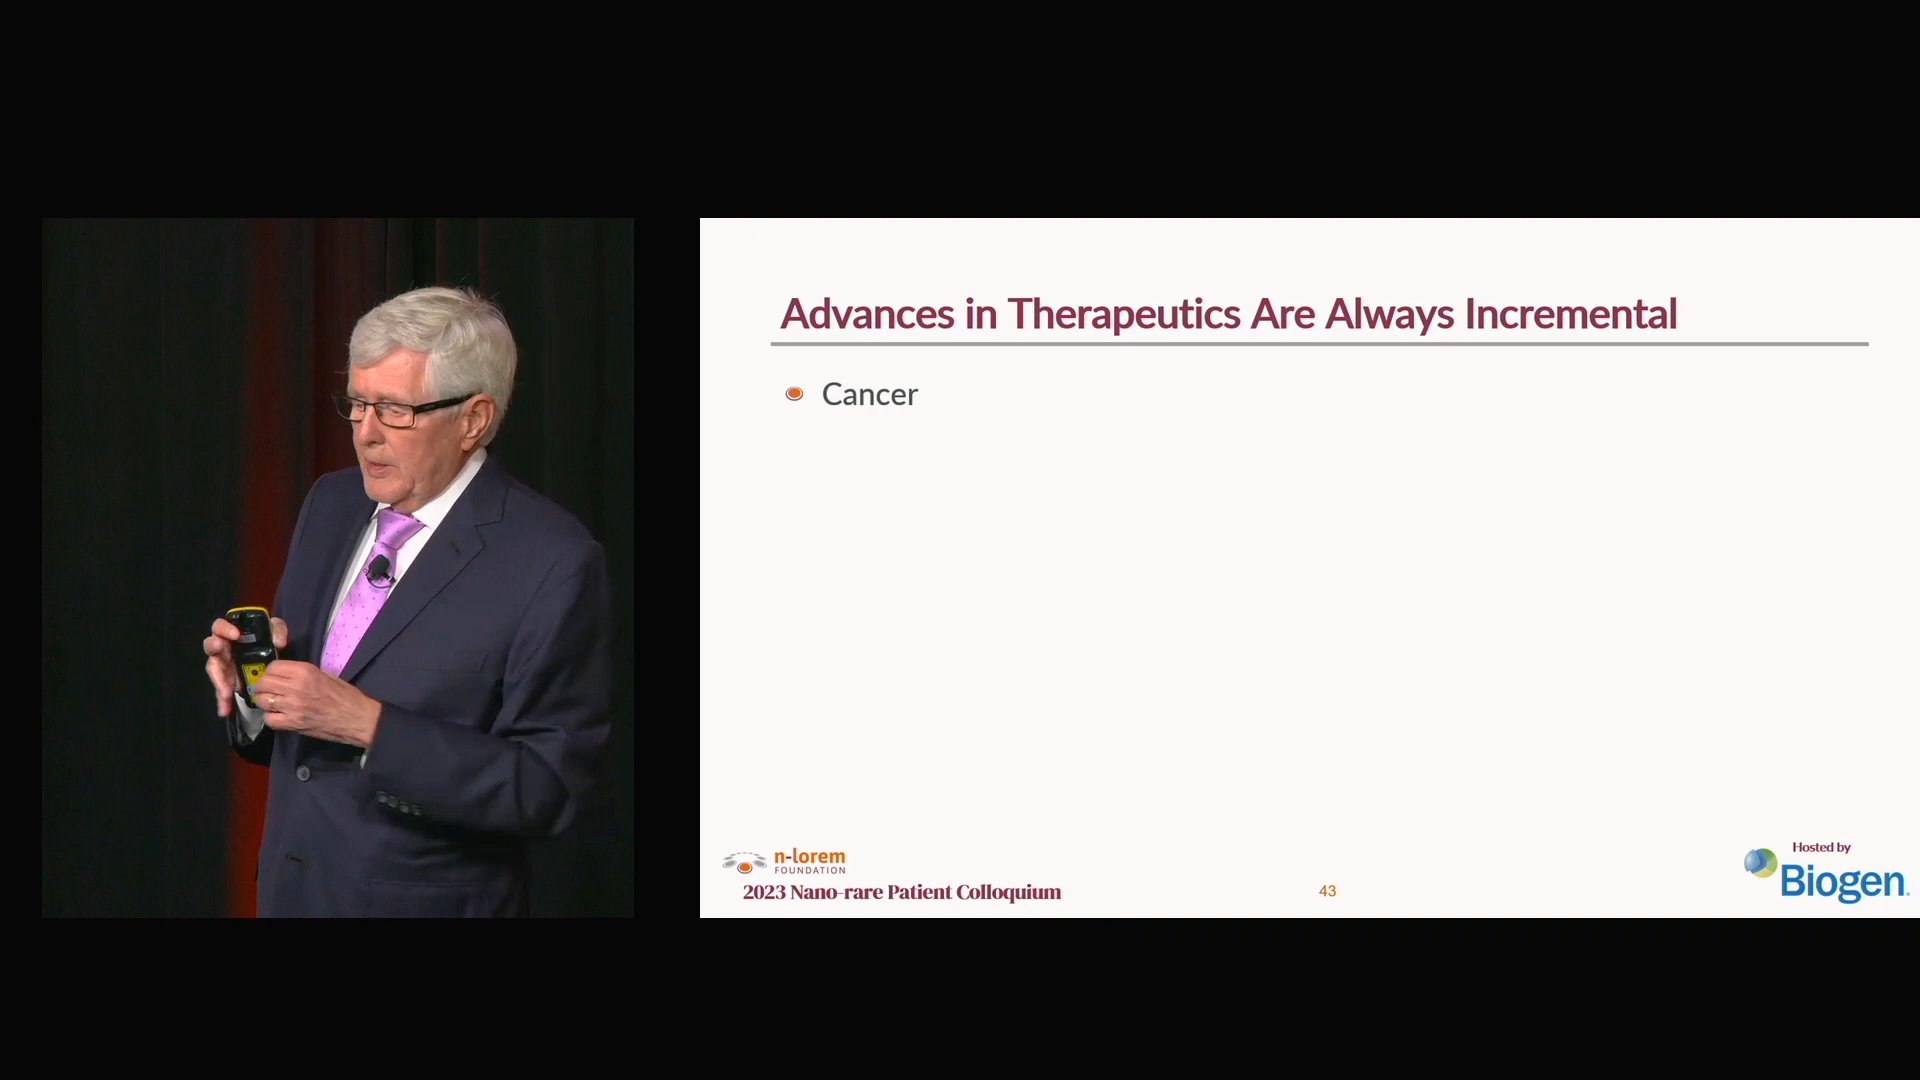 Advances in Therapeutics Are Always Incremental
Cancer
n-lorem
FOUNDATION
2023 Nano-rare Patient Colloquium
43
Hosted by
Biogen.